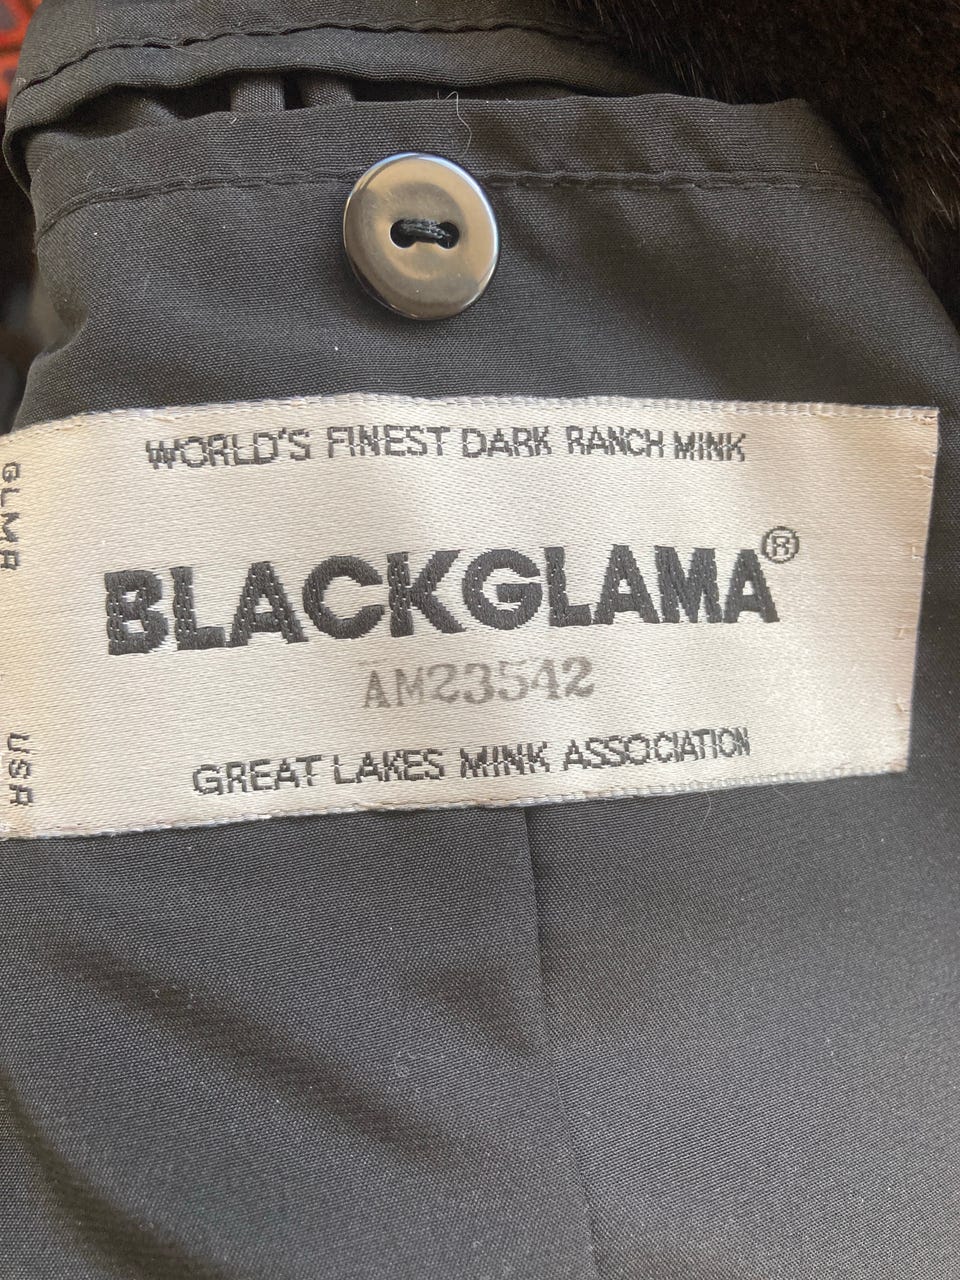 WORLD'S FINEST DARK RANCH MINK
BLACKGLAMA®
AM23542
GREAT LAKES MINK ASSOCIATION
GLMA
USA